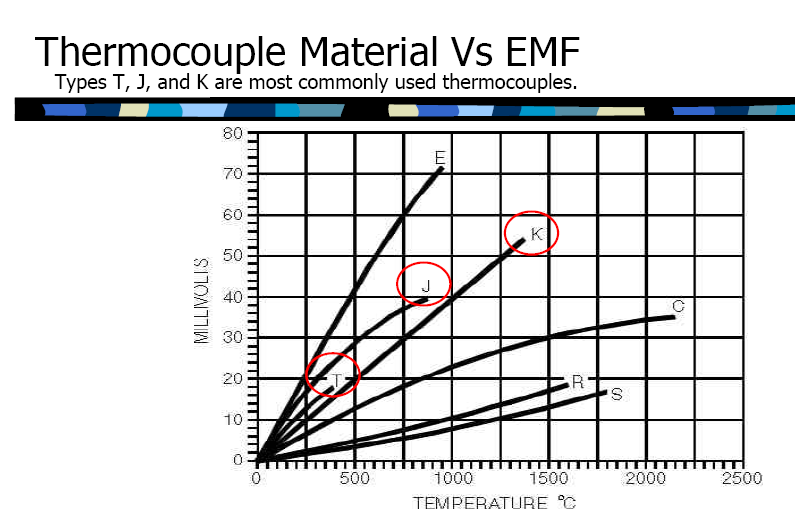 Thermocouple Material Vs EMF
Types T, J, and K are most commonly used thermocouples.
80
70
60
50
40
30
20
10
0
MILLIVOLTS
E
K
J
T
C
R
S
0
500
1000
1500
2000
2500
TEMPERATURE °C